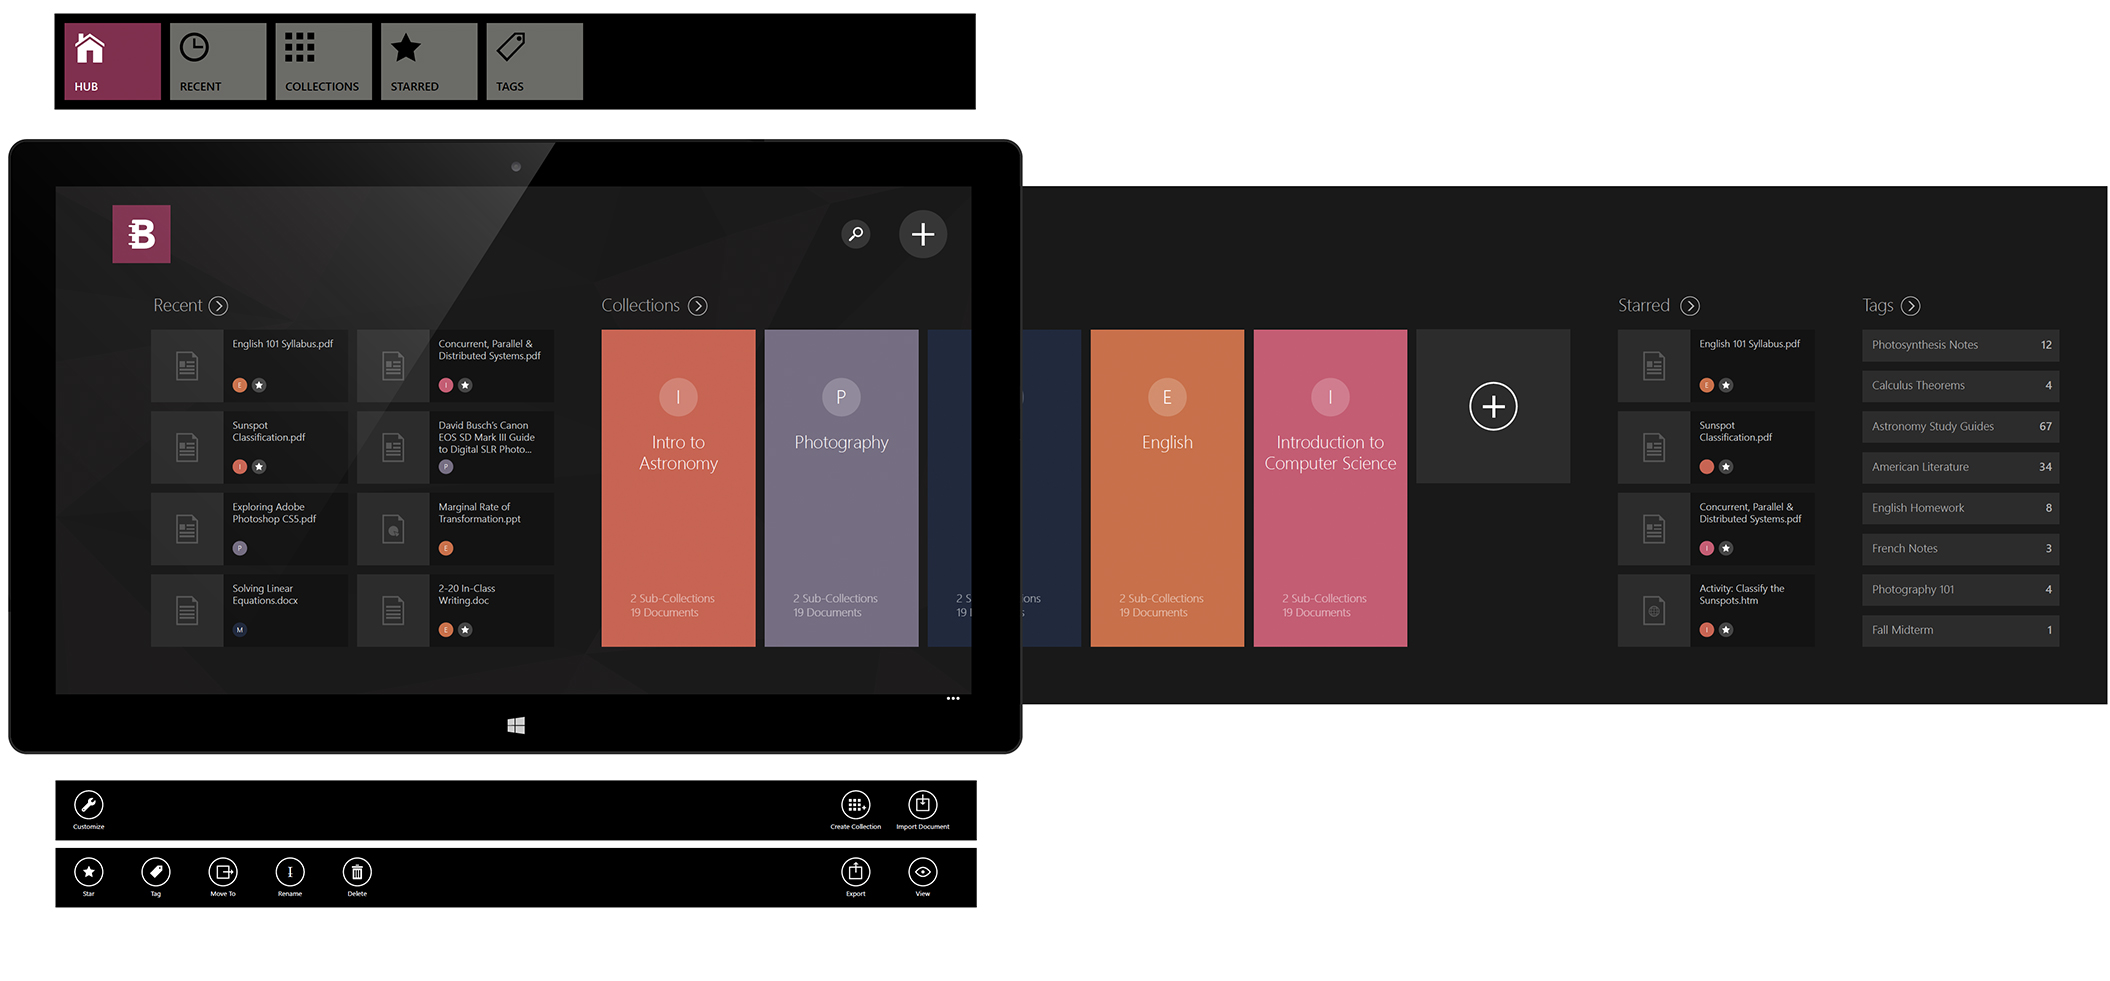 HUB
RECENT
COLLECTIONS
STARRED
TAGS
B
Recent
English 101 Syllabus.pdf
E
Concurrent, Parallel &
Distributed Systems.pdf
I
Sunspot
Classification.pdf
I
David Busch's Canon
EOS SD Mark III Guide
to Digital SLR Photo...
P
Exploring Adobe
Photoshop CS5.pdf
P
Marginal Rate of
Transformation.ppt
E
Solving Linear
Equations.docx
M
2-20 In-Class
Writing.doc
E
Collections
I
Intro to
Astronomy
2 Sub-Collections
19 Documents
P
Photography
2 Sub-Collections
19 Documents
E
English
2 Sub-Collections
19 Documents
I
Introduction to
Computer Science
2 Sub-Collections
19 Documents
Starred
English 101 Syllabus.pdf
E
Sunspot
Classification.pdf
Concurrent, Parallel &
Distributed Systems.pdf
I
Activity: Classify the
Sunspots.htm
I
Tags
Photosynthesis Notes 12
Calculus Theorems 4
Astronomy Study Guides 67
American Literature 34
English Homework 8
French Notes 3
Photography 101 4
Fall Midterm 1
Customize
Create Collection
Import Document
Star
Tag
Move To
Rename
Delete
Export
View